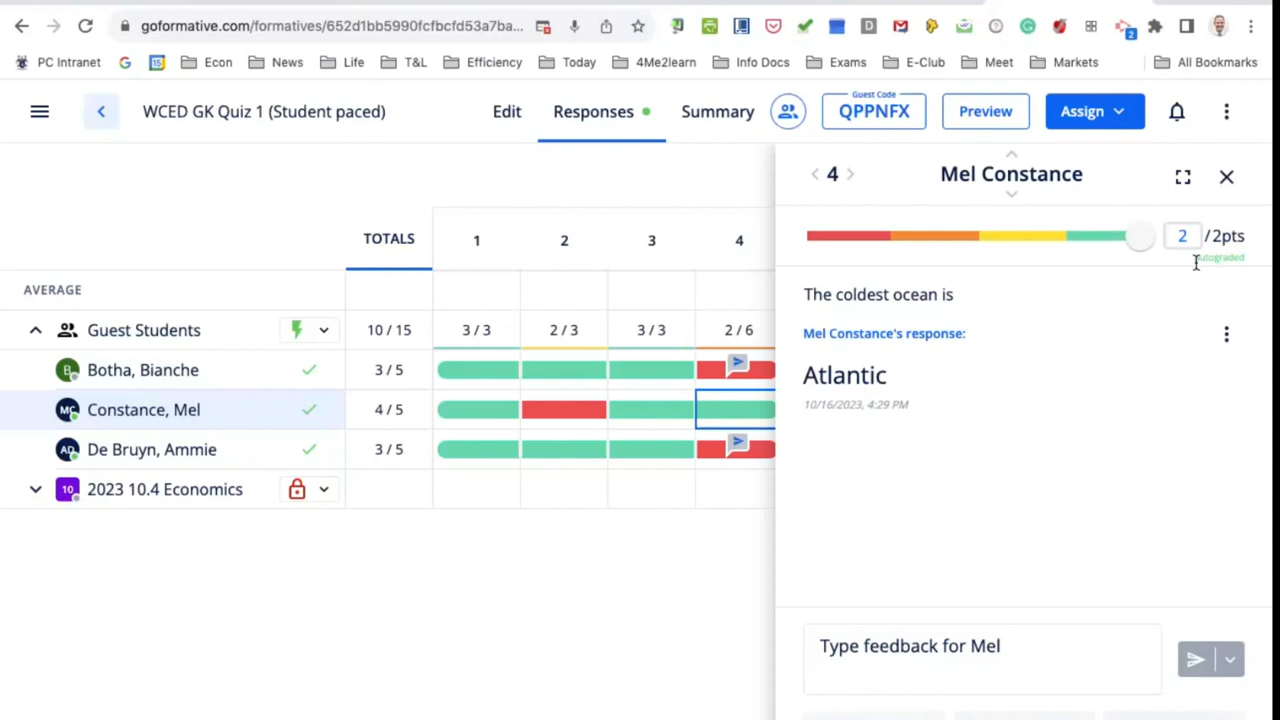 goformative.com/formatives/652d1bb5990fcfbcfd53a7ba...
PC Intranet
Econ
News
Life
T&L
Efficiency
Today
4Me2learn
Info Docs
Exams
E-Club
Meet
Markets
All Bookmarks
WCED GK Quiz 1 (Student paced)
Edit
Responses
Summary
Guest Code
QPPNFX
Preview
Assign
4
Mel Constance
TOTALS
1
2
3
4
2 /2pts
autograded
AVERAGE
Guest Students
10 / 15
3 / 3
2 / 3
3 / 3
2 / 6
B
Botha, Bianche
3 / 5
MC
Constance, Mel
4 / 5
AD
De Bruyn, Ammie
3 / 5
10
2023 10.4 Economics
The coldest ocean is
Mel Constance's response:
Atlantic
10/16/2023, 4:29 PM
Type feedback for Mel